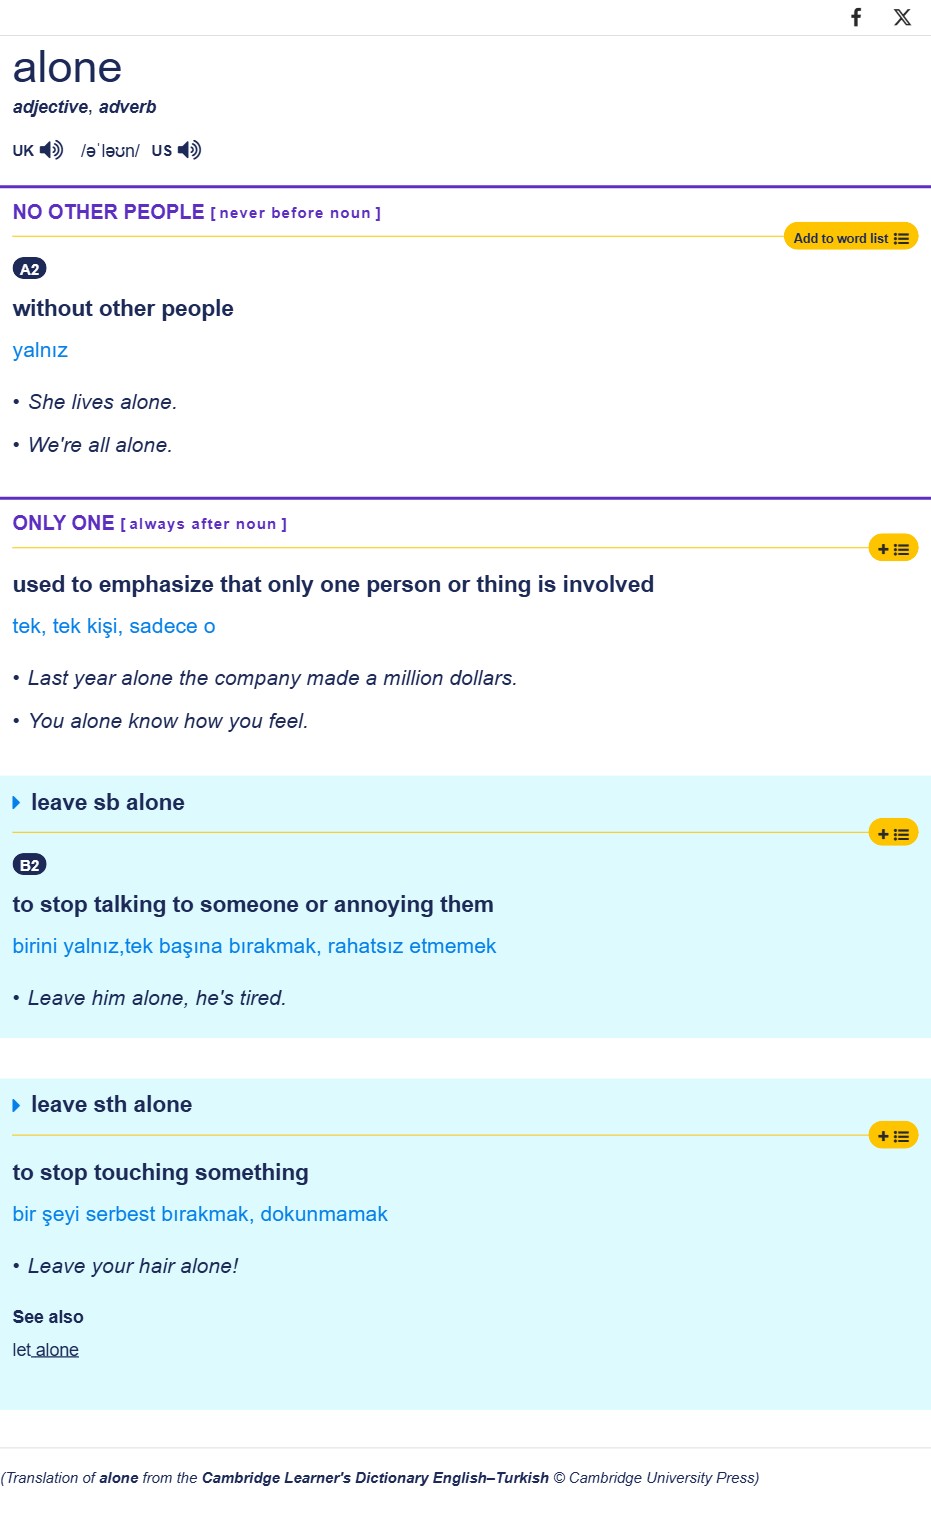 alone
adjective, adverb
UK /əˈləʊn/ US
NO OTHER PEOPLE [ never before noun ]
Add to word list
A2
without other people
yalnız
• She lives alone.
• We're all alone.
ONLY ONE [ always after noun ]
used to emphasize that only one person or thing is involved
tek, tek kişi, sadece o
• Last year alone the company made a million dollars.
• You alone know how you feel.
leave sb alone
B2
to stop talking to someone or annoying them
birini yalnız,tek başına bırakmak, rahatsız etmemek
• Leave him alone, he's tired.
leave sth alone
to stop touching something
bir şeyi serbest bırakmak, dokunmamak
• Leave your hair alone!
See also
let alone
(Translation of alone from the Cambridge Learner's Dictionary English–Turkish © Cambridge University Press)